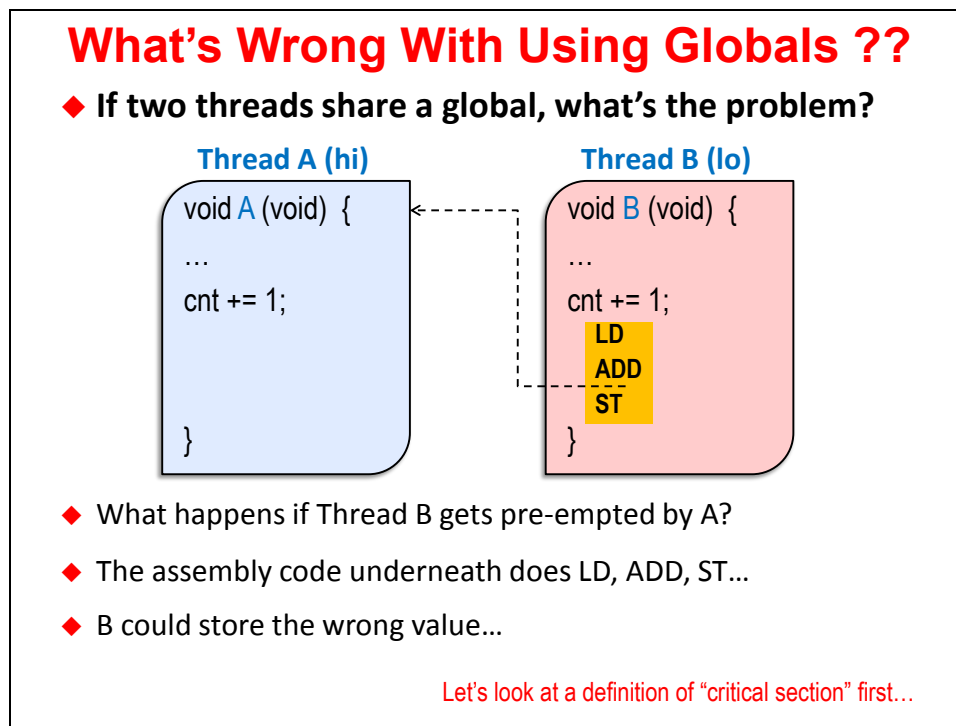 What's Wrong With Using Globals ??
◆ If two threads share a global, what's the problem?
Thread A (hi)
void A (void) {
…
cnt += 1;
}
Thread B (lo)
void B (void) {
…
cnt += 1;
LD
ADD
ST
}
◆ What happens if Thread B gets pre-empted by A?
◆ The assembly code underneath does LD, ADD, ST…
◆ B could store the wrong value…
Let's look at a definition of “critical section” first…